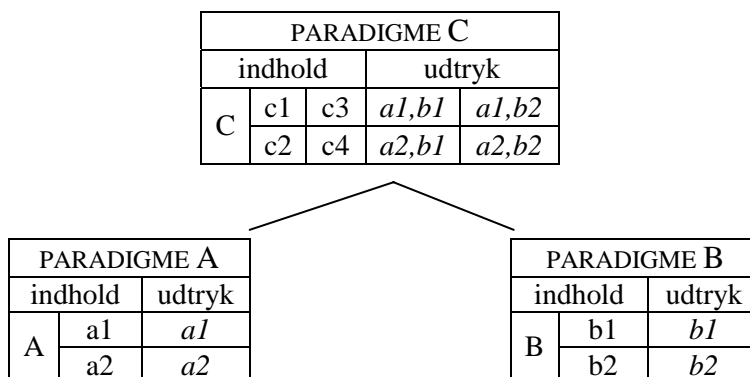 PARADIGME C
indhold udtryk
C c1 c3 a1,b1 a1,b2
c2 c4 a2,b1 a2,b2
PARADIGME A PARADIGME B
indhold udtryk indhold udtryk
A a1 a1 B b1 b1
a2 a2 b2 b2